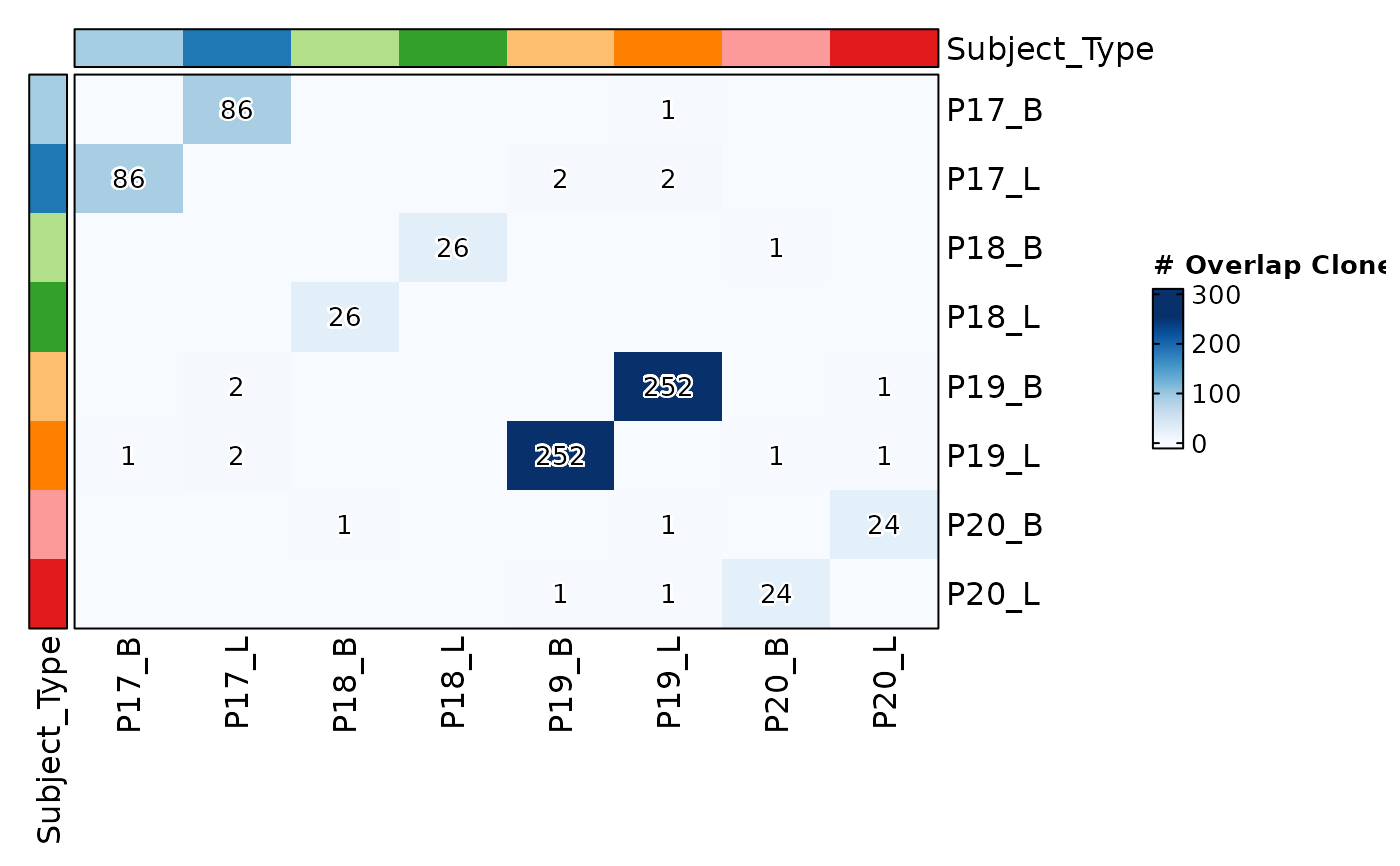 Subject_Type
86 1 P17_B
86 2 2 P17_L
26 1 P18_B
26 P18_L
2 252 1 P19_B
1 2 252 1 1 P19_L
1 1 24 P20_B
1 1 24 P20_L
# Overlap Clone
300
200
100
0
Subject_Type
P17_B
P17_L
P18_B
P18_L
P19_B
P19_L
P20_B
P20_L